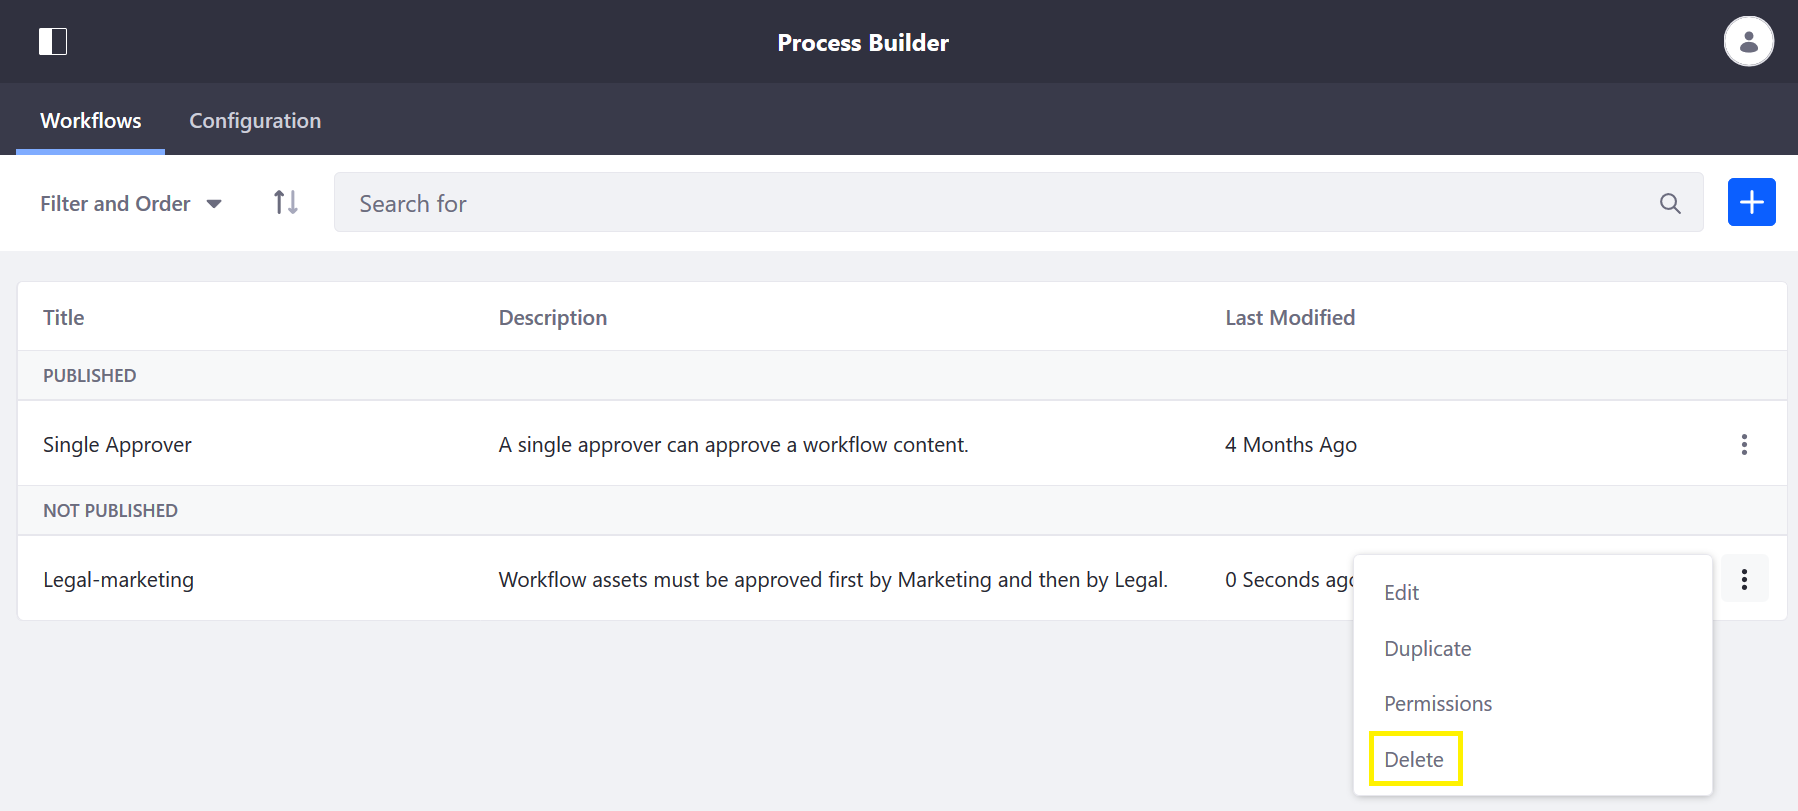 Process Builder
Workflows Configuration
Filter and Order Search for
Title Description Last Modified
PUBLISHED
Single Approver A single approver can approve a workflow content. 4 Months Ago
NOT PUBLISHED
Legal-marketing Workflow assets must be approved first by Marketing and then by Legal. 0 Seconds ago
Edit
Duplicate
Permissions
Delete